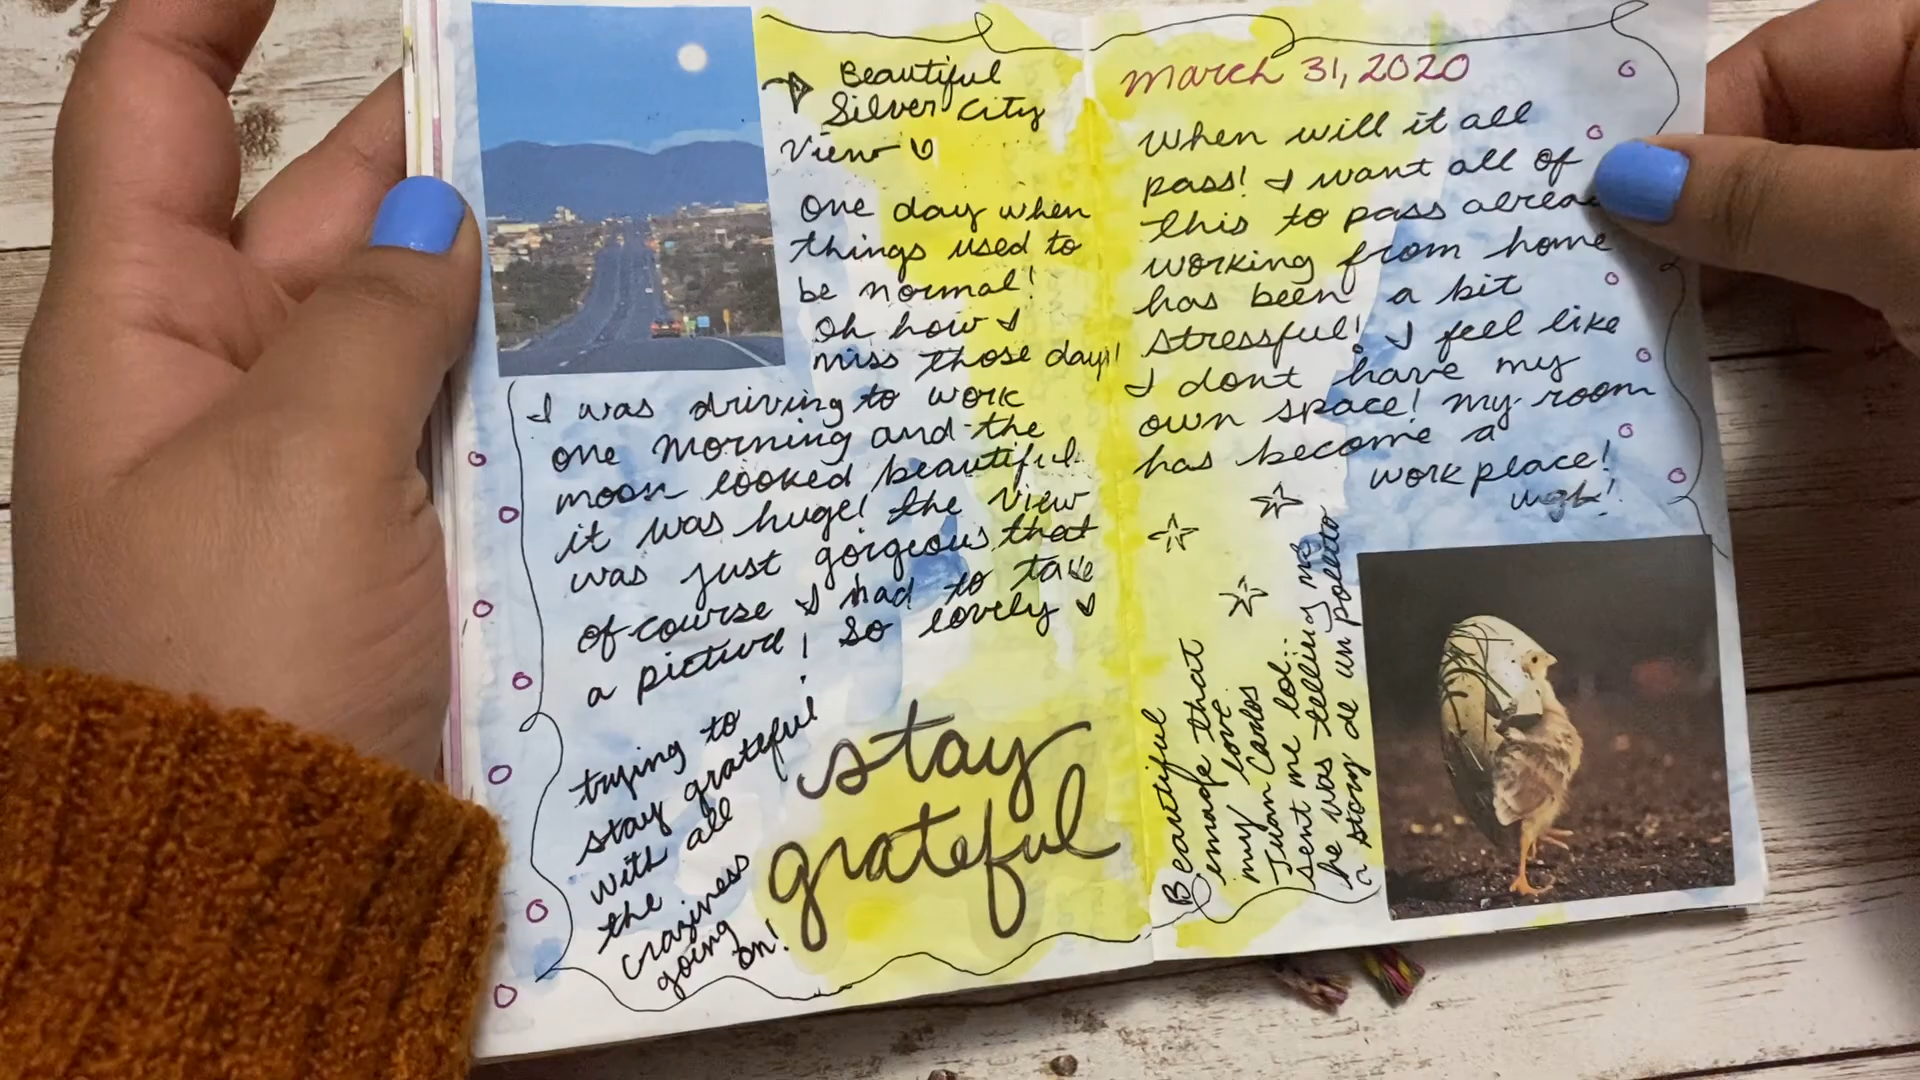 Beautiful
Silver City
View
One day when
things used to
be normal!
Oh how I
miss those days!
I was driving to work
one morning and the
moon looked beautiful
it was huge! the view
was just gorgeous that
of course I had to take
a picture! So lovely
trying to
stay grateful
with all
the
craziness
going
on!
stay
grateful
March 31, 2020
When will it all
pass! I want all of
this to pass alrea
working from home
has been a bit
stressful! I feel like
I dont have my
own space! My room
has become a
work place!
ugh!
Beautiful
image that
my love
Juan Carlos
sent me lol...
he was telling me
a story de un pollito